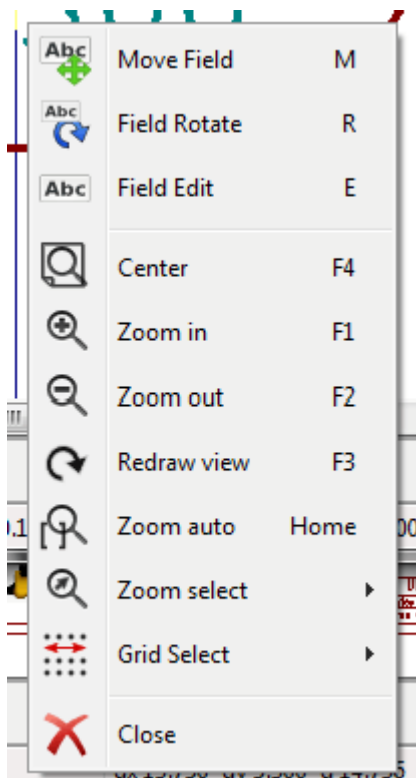 Abc Move Field M
Abc Field Rotate R
Abc Field Edit E
Center F4
Zoom in F1
Zoom out F2
Redraw view F3
Zoom auto Home
Zoom select
Grid Select
Close